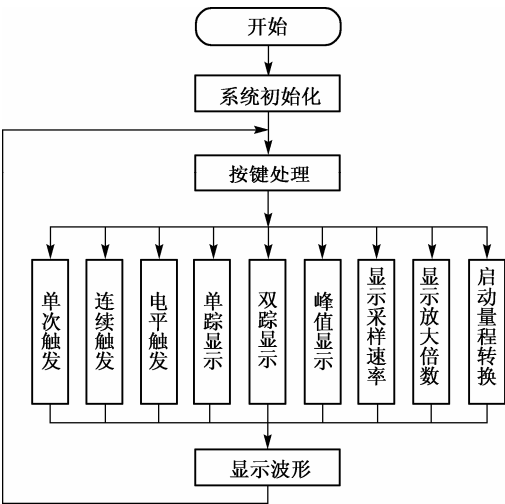 开始
系统初始化
按键处理
单次触发
连续触发
电平触发
单踪显示
双踪显示
峰值显示
显示采样速率
显示放大倍数
启动量程转换
显示波形